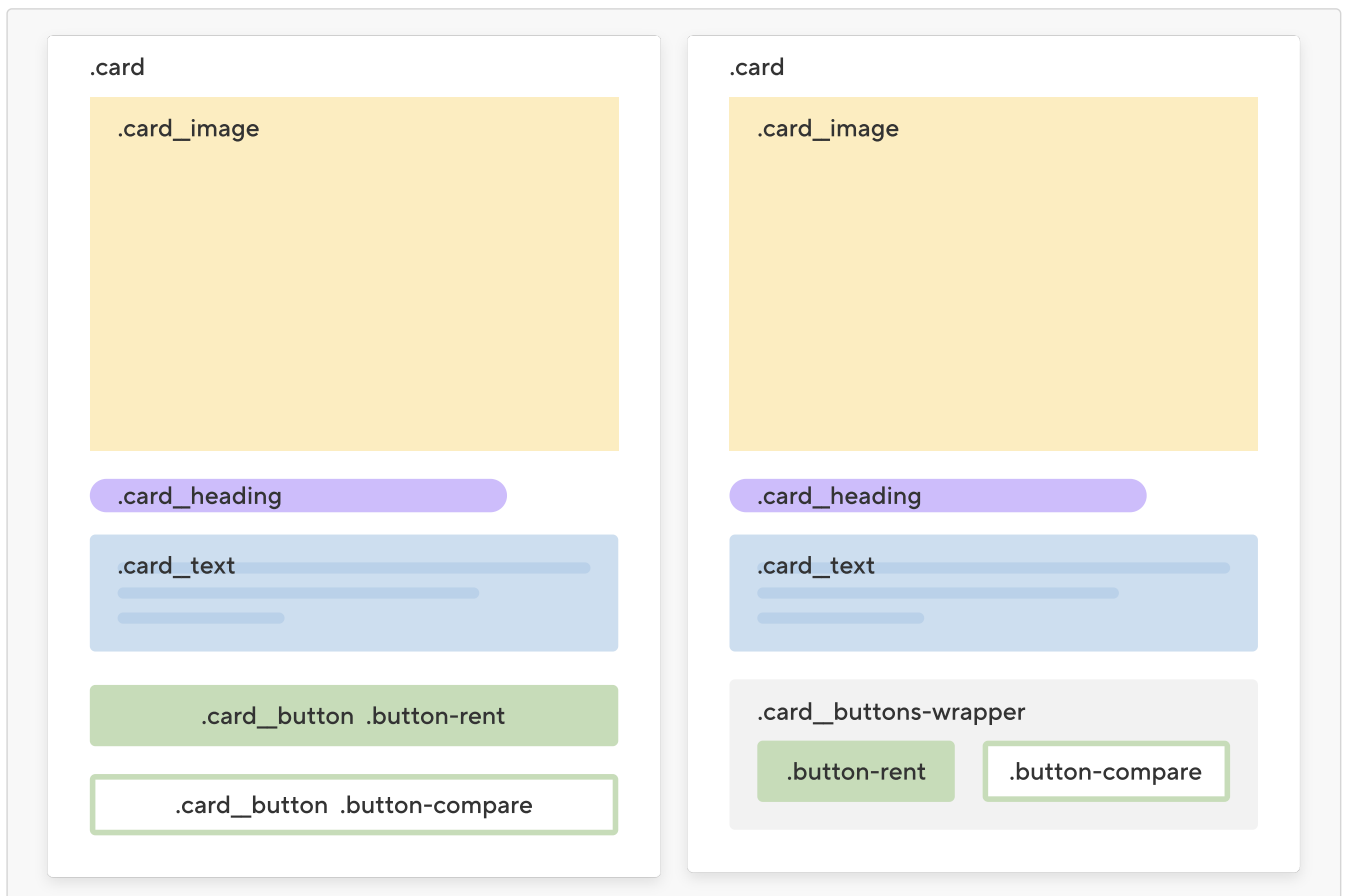 .card
.card__image
.card__heading
.card__text
.card__button .button-rent
.card__button .button-compare
.card
.card__image
.card__heading
.card__text
.card__buttons-wrapper
.button-rent
.button-compare